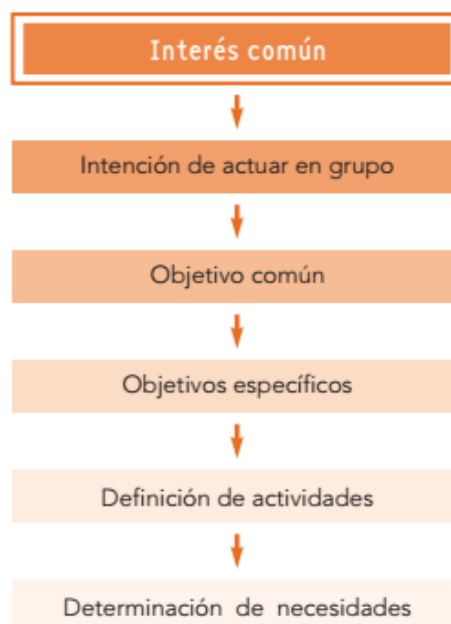 Interés común
Intención de actuar en grupo
Objetivo común
Objetivos específicos
Definición de actividades
Determinación de necesidades